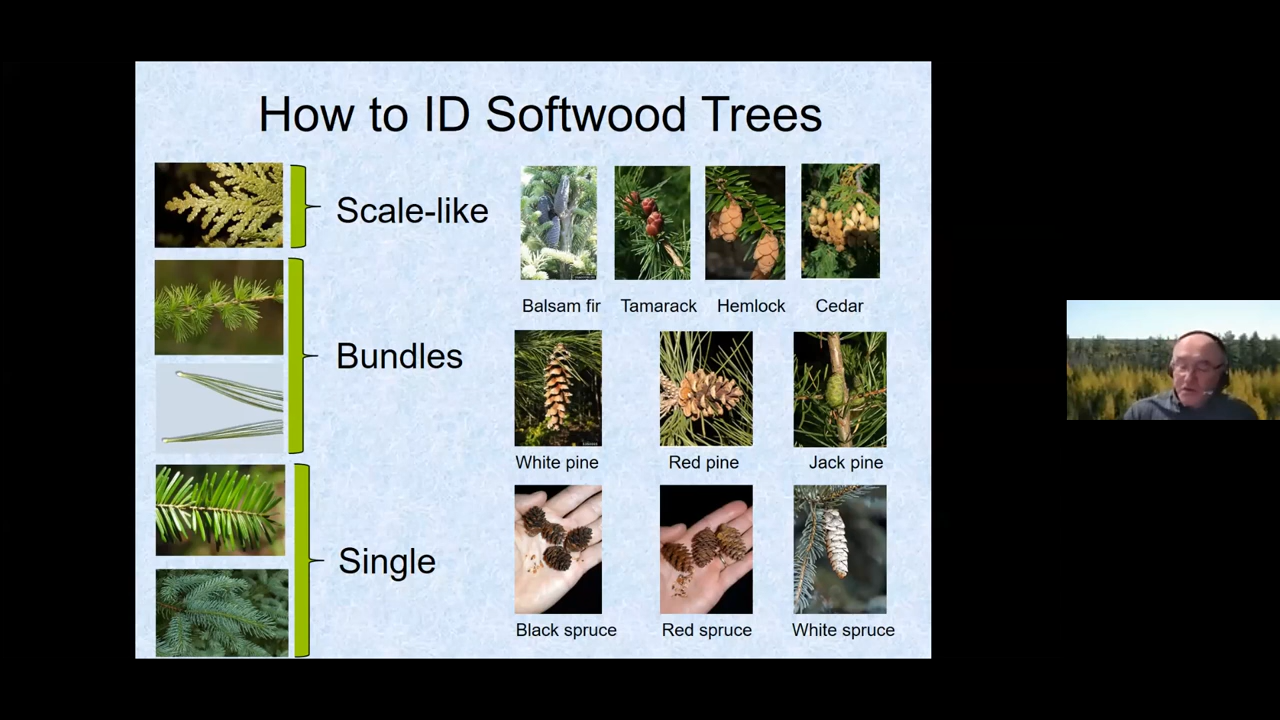 How to ID Softwood Trees
Scale-like
Bundles
Single
Balsam fir
Tamarack
Hemlock
Cedar
White pine
Red pine
Jack pine
Black spruce
Red spruce
White spruce